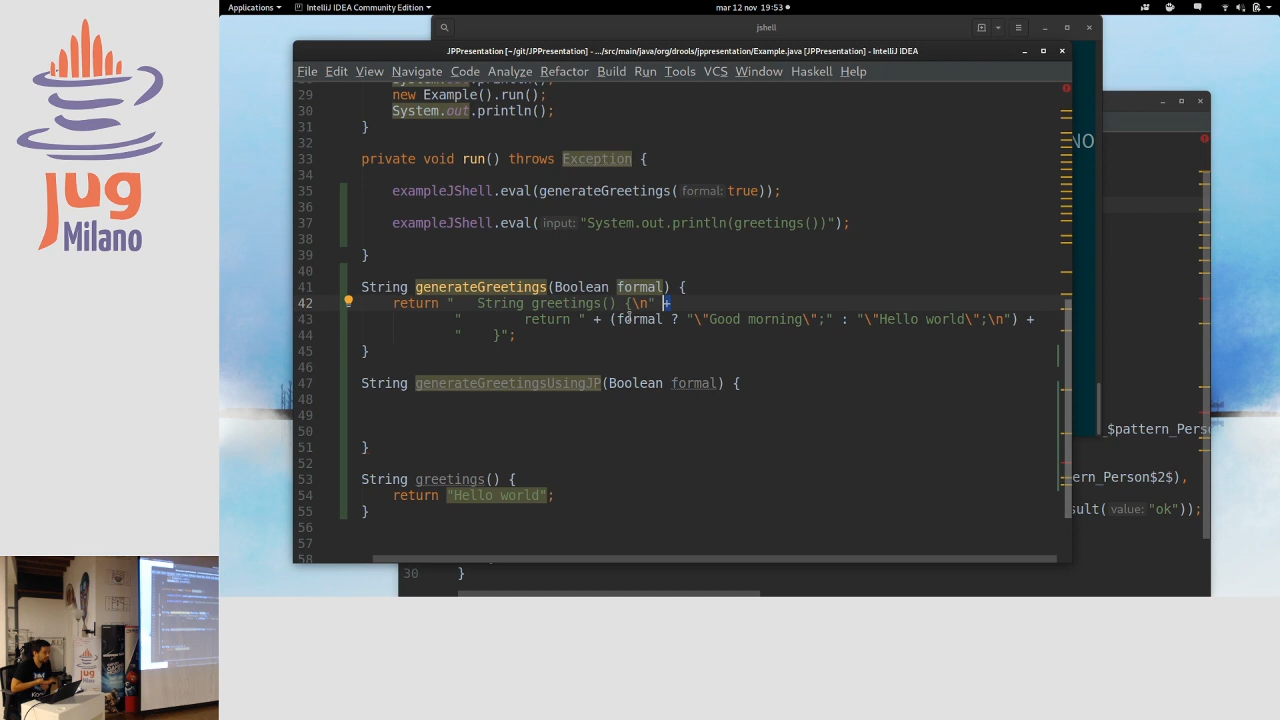 Applications
IntelliJ IDEA Community Edition
mar 12 nov 19:53
jshell
JPPresentation [~/git/JPPresentation] - .../src/main/java/org/drools/jppresentation/Example.java [JPPresentation] - IntelliJ IDEA
File Edit View Navigate Code Analyze Refactor Build Run Tools VCS Window Haskell Help
29 new Example().run();
30 System.out.println();
31 }
32
33 private void run() throws Exception {
35 exampleJShell.eval(generateGreetings( formal: true));
36
37 exampleJShell.eval( input: "System.out.println(greetings())");
38
39 }
40
41 String generateGreetings(Boolean formal) {
42 return "   String greetings() {\n" +
43 "        return " + (formal ? "\"Good morning\";" : "\"Hello world\";\n") +
44 "    }";
45 }
46
47 String generateGreetingsUsingJP(Boolean formal) {
48
49
50
51 }
52
53 String greetings() {
54 return "Hello world";
55 }
56
57
58
NO
_$pattern_Pers
ern_Person$2$),
sult( value: "ok"));
30 }
jug
Milano
jug